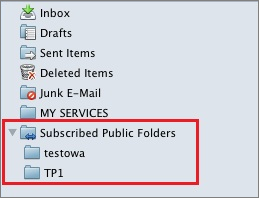 Inbox
Drafts
Sent Items
Deleted Items
Junk E-Mail
MY SERVICES
Subscribed Public Folders
testowa
TP1